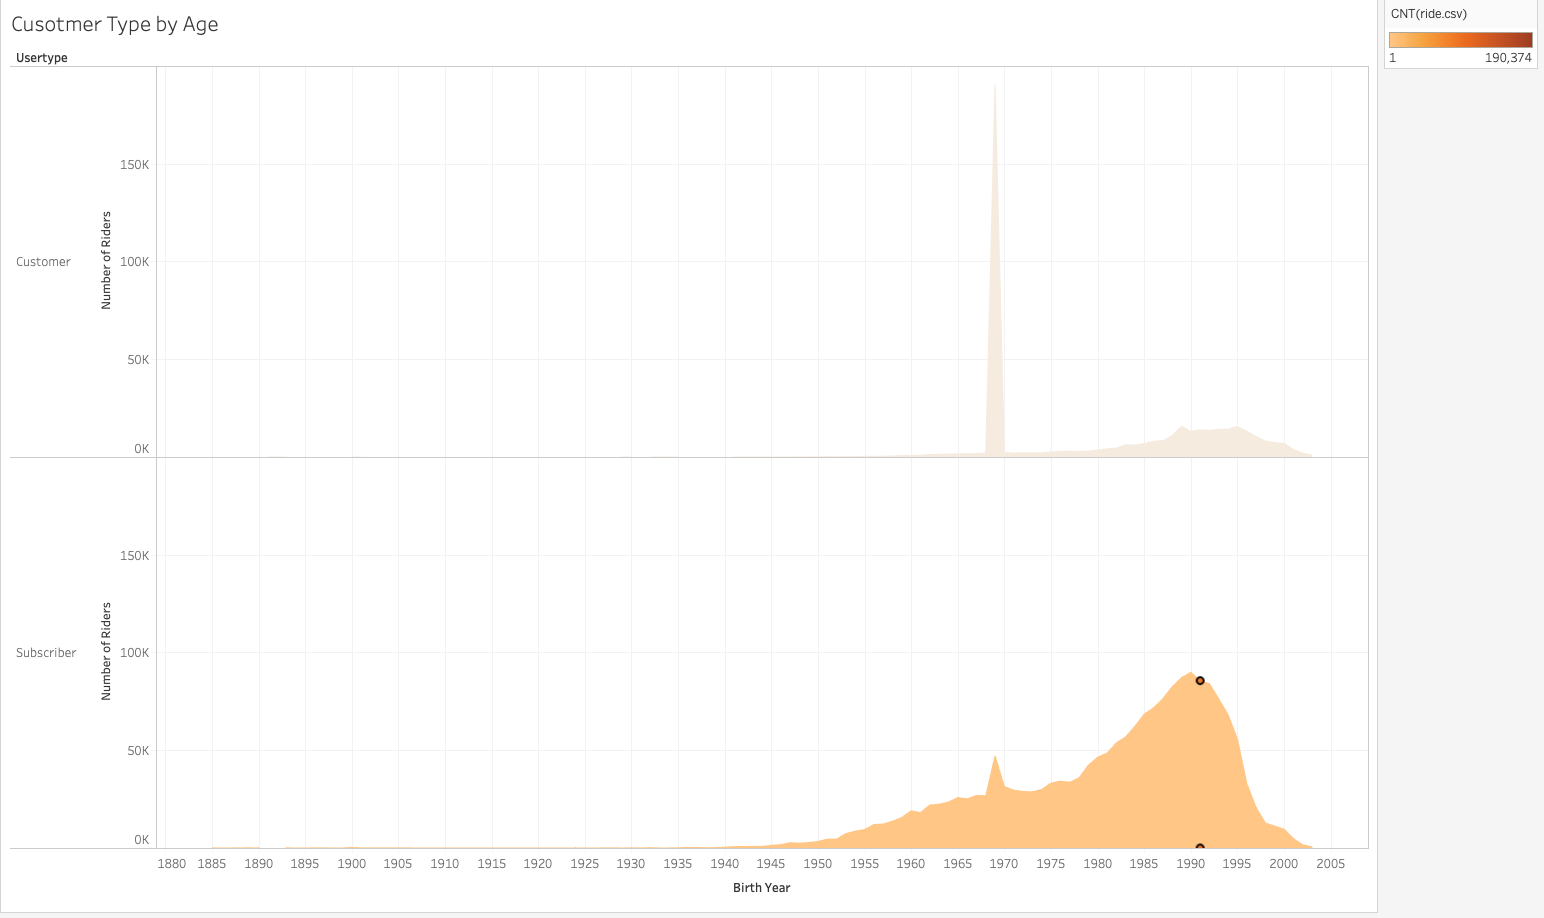 Cusotmer Type by Age
CNT(ride.csv)
1 190,374
Usertype
Customer
Number of Riders
150K
100K
50K
0K
Subscriber
Number of Riders
150K
100K
50K
0K
1880 1885 1890 1895 1900 1905 1910 1915 1920 1925 1930 1935 1940 1945 1950 1955 1960 1965 1970 1975 1980 1985 1990 1995 2000 2005
Birth Year